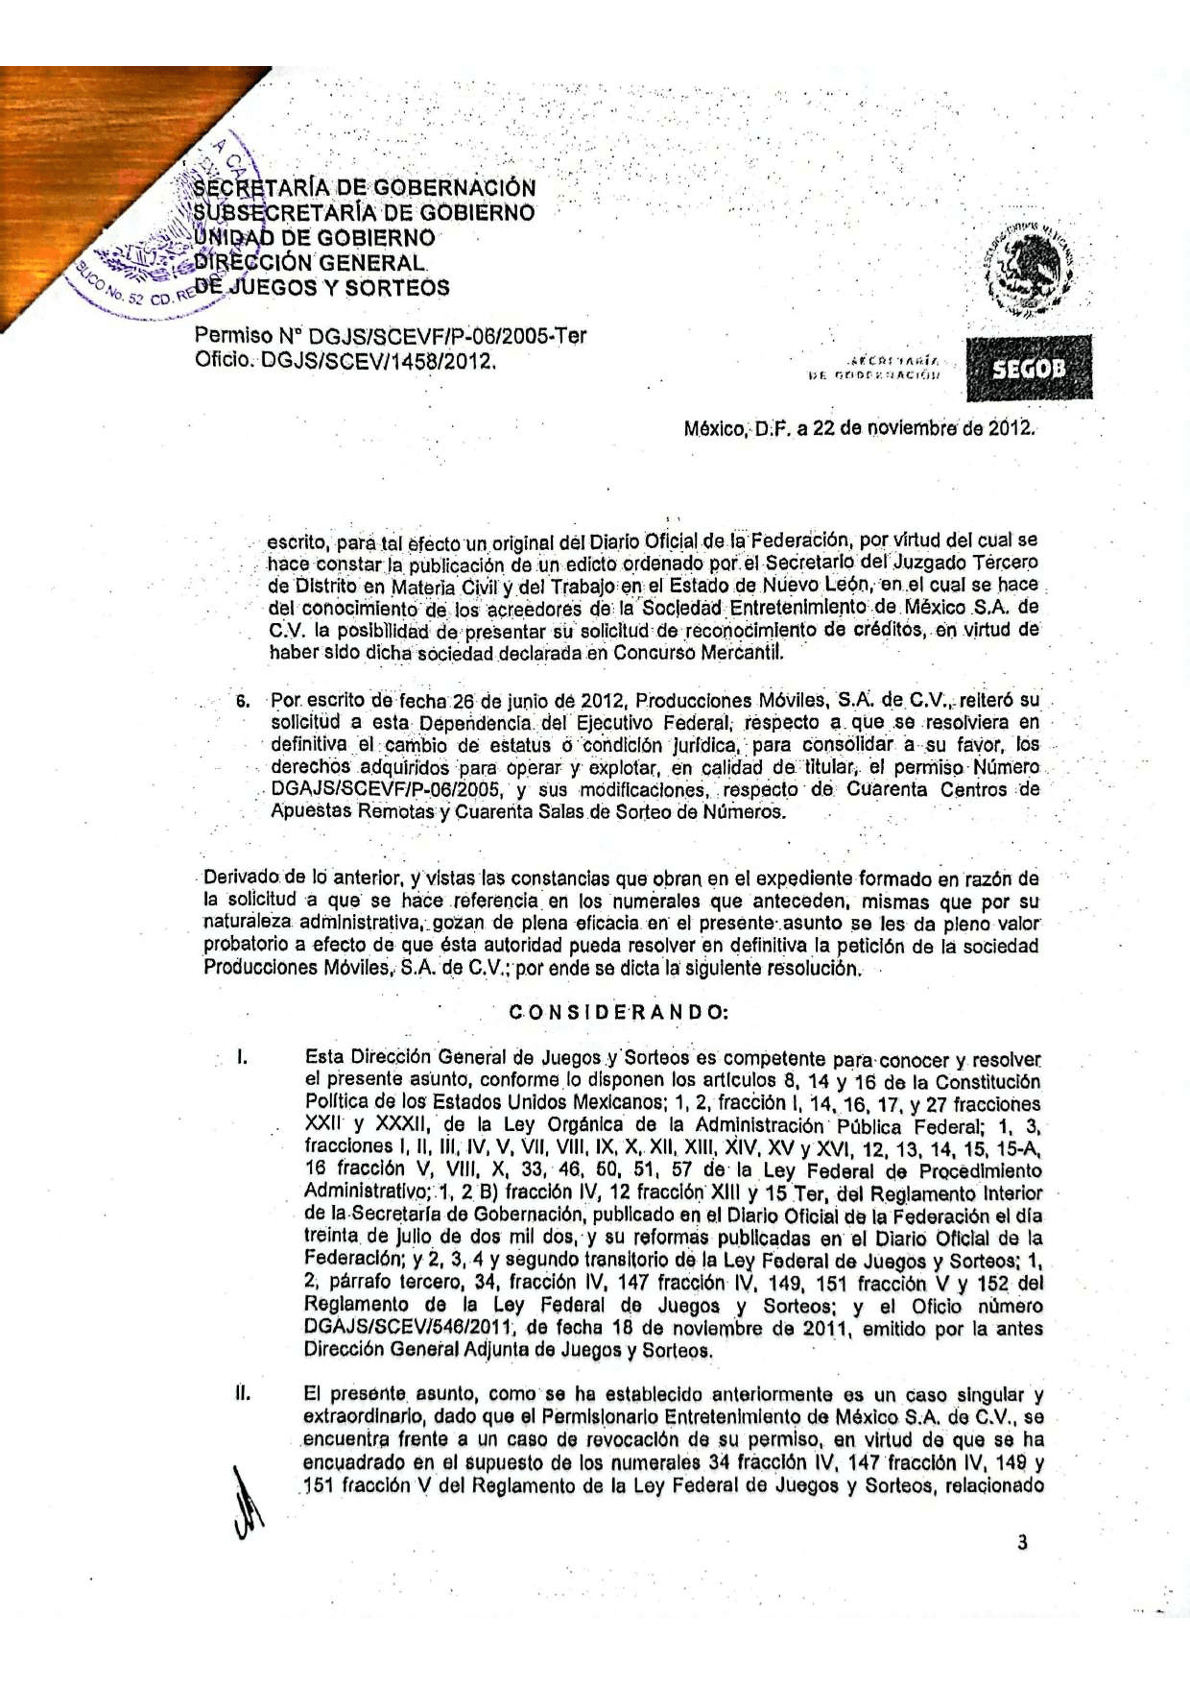 SECRETARÍA DE GOBERNACIÓN
SUBSECRETARÍA DE GOBIERNO
UNIDAD DE GOBIERNO
DIRECCIÓN GENERAL
DE JUEGOS Y SORTEOS
BLICO No. 52 CD. RE
A CA
ESTADOS UNIDOS MEXICANOS
Permiso N° DGJS/SCEVF/P-06/2005-Ter
Oficio. DGJS/SCEV/1458/2012.
SECRETARÍA
DE GOBERNACIÓN
SEGOB
México, D.F. a 22 de noviembre de 2012.
escrito, para tal efecto un original del Diario Oficial de la Federación, por virtud del cual se
hace constar la publicación de un edicto ordenado por el Secretario del Juzgado Tercero
de Distrito en Materia Civil y del Trabajo en el Estado de Nuevo León, en el cual se hace
del conocimiento de los acreedores de la Sociedad Entretenimiento de México S.A. de
C.V. la posibilidad de presentar su solicitud de reconocimiento de créditos, en virtud de
haber sido dicha sociedad declarada en Concurso Mercantil.
6. Por escrito de fecha 26 de junio de 2012, Producciones Móviles, S.A. de C.V., reiteró su
solicitud a esta Dependencia del Ejecutivo Federal, respecto a que se resolviera en
definitiva el cambio de estatus o condición jurídica, para consolidar a su favor, los
derechos adquiridos para operar y explotar, en calidad de titular, el permiso Número
DGAJS/SCEVF/P-06/2005, y sus modificaciones, respecto de Cuarenta Centros de
Apuestas Remotas y Cuarenta Salas de Sorteo de Números.
Derivado de lo anterior, y vistas las constancias que obran en el expediente formado en razón de
la solicitud a que se hace referencia en los numerales que anteceden, mismas que por su
naturaleza administrativa, gozan de plena eficacia en el presente asunto se les da pleno valor
probatorio a efecto de que ésta autoridad pueda resolver en definitiva la petición de la sociedad
Producciones Móviles, S.A. de C.V.; por ende se dicta la siguiente resolución.
C O N S I D E R A N D O:
I. Esta Dirección General de Juegos y Sorteos es competente para conocer y resolver
el presente asunto, conforme lo disponen los artículos 8, 14 y 16 de la Constitución
Política de los Estados Unidos Mexicanos; 1, 2, fracción I, 14, 16, 17, y 27 fracciones
XXII y XXXII, de la Ley Orgánica de la Administración Pública Federal; 1, 3,
fracciones I, II, III, IV, V, VII, VIII, IX, X, XII, XIII, XIV, XV y XVI, 12, 13, 14, 15, 15-A,
16 fracción V, VIII, X, 33, 46, 50, 51, 57 de la Ley Federal de Procedimiento
Administrativo; 1, 2 B) fracción IV, 12 fracción XIII y 15 Ter, del Reglamento Interior
de la Secretaría de Gobernación, publicado en el Diario Oficial de la Federación el día
treinta de julio de dos mil dos, y su reformas publicadas en el Diario Oficial de la
Federación; y 2, 3, 4 y segundo transitorio de la Ley Federal de Juegos y Sorteos; 1,
2, párrafo tercero, 34, fracción IV, 147 fracción IV, 149, 151 fracción V y 152 del
Reglamento de la Ley Federal de Juegos y Sorteos; y el Oficio número
DGAJS/SCEV/546/2011, de fecha 18 de noviembre de 2011, emitido por la antes
Dirección General Adjunta de Juegos y Sorteos.
II. El presente asunto, como se ha establecido anteriormente es un caso singular y
extraordinario, dado que el Permisionario Entretenimiento de México S.A. de C.V., se
encuentra frente a un caso de revocación de su permiso, en virtud de que se ha
encuadrado en el supuesto de los numerales 34 fracción IV, 147 fracción IV, 149 y
151 fracción V del Reglamento de la Ley Federal de Juegos y Sorteos, relacionado
3